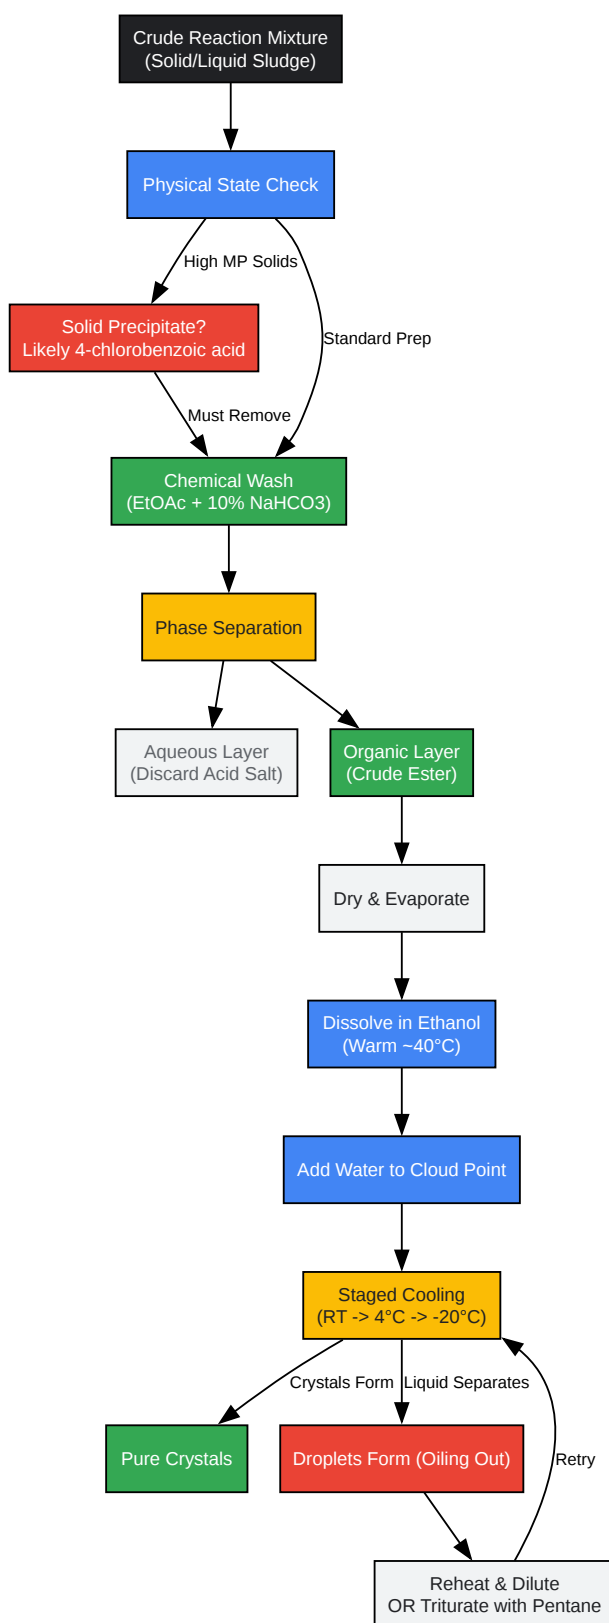 Crude Reaction Mixture
(Solid/Liquid Sludge)
Physical State Check
High MP Solids
Solid Precipitate?
Likely 4-chlorobenzoic acid
Standard Prep
Must Remove
Chemical Wash
(EtOAc + 10% NaHCO3)
Phase Separation
Aqueous Layer
(Discard Acid Salt)
Organic Layer
(Crude Ester)
Dry & Evaporate
Dissolve in Ethanol
(Warm ~40°C)
Add Water to Cloud Point
Staged Cooling
(RT -> 4°C -> -20°C)
Crystals Form
Liquid Separates
Pure Crystals
Droplets Form (Oiling Out)
Retry
Reheat & Dilute
OR Triturate with Pentane